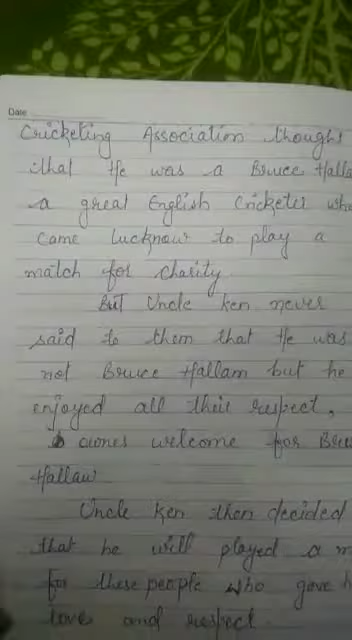 Date
Cricketing Association thought
that He was a Bruce Halla
a great English Cricketer who
came lucknow to play a
match for charity.
But Uncle Ken never
said to them that He was
not Bruce Hallam but he
enjoyed all their respect,
ownes welcome for Bru
Hallaw
Uncle Ken then decided
that he will played a m
for these people who gave h
love and respect.